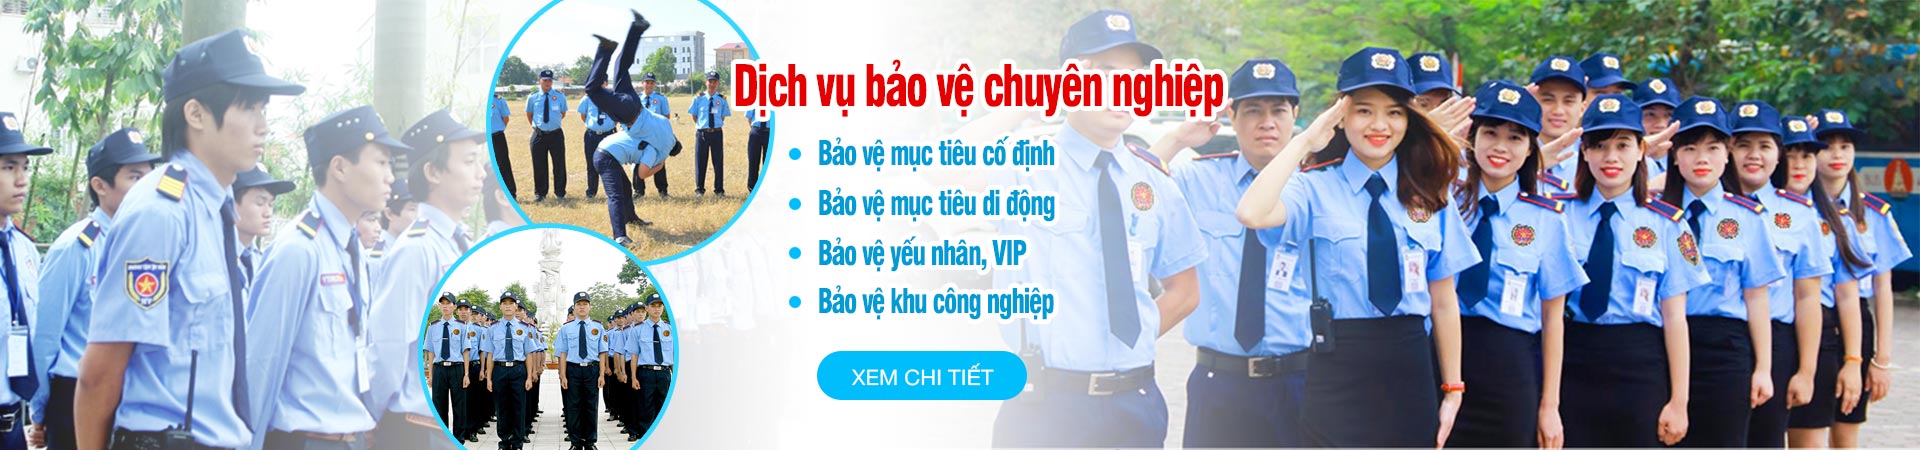 Dịch vụ bảo vệ chuyên nghiệp
Bảo vệ mục tiêu cố định
Bảo vệ mục tiêu di động
Bảo vệ yếu nhân, VIP
Bảo vệ khu công nghiệp
XEM CHI TIẾT